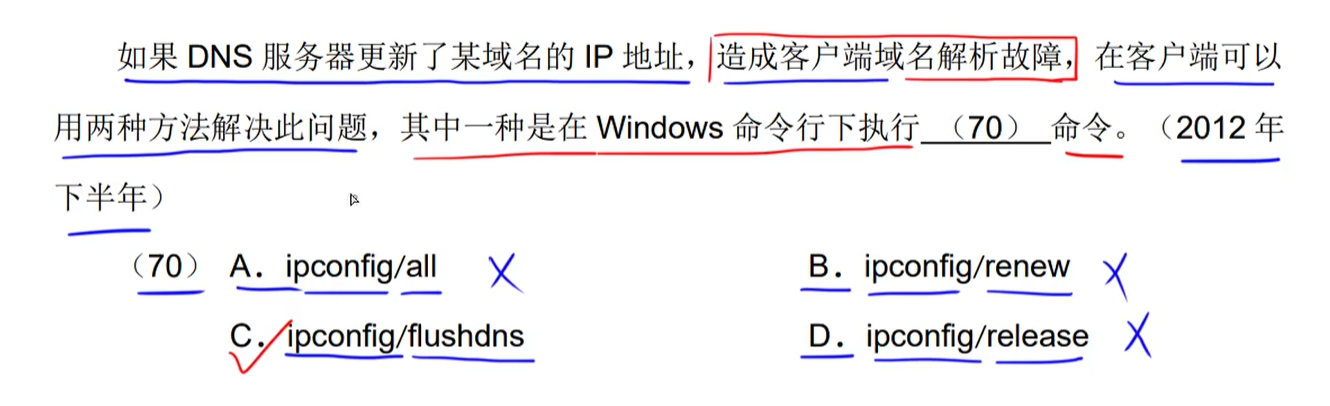 如果 DNS 服务器更新了某域名的 IP 地址，造成客户端域名解析故障，在客户端可以
用两种方法解决此问题，其中一种是在 Windows 命令行下执行 （70） 命令。（2012 年
下半年）
（70） A．ipconfig/all B．ipconfig/renew
C．ipconfig/flushdns D．ipconfig/release